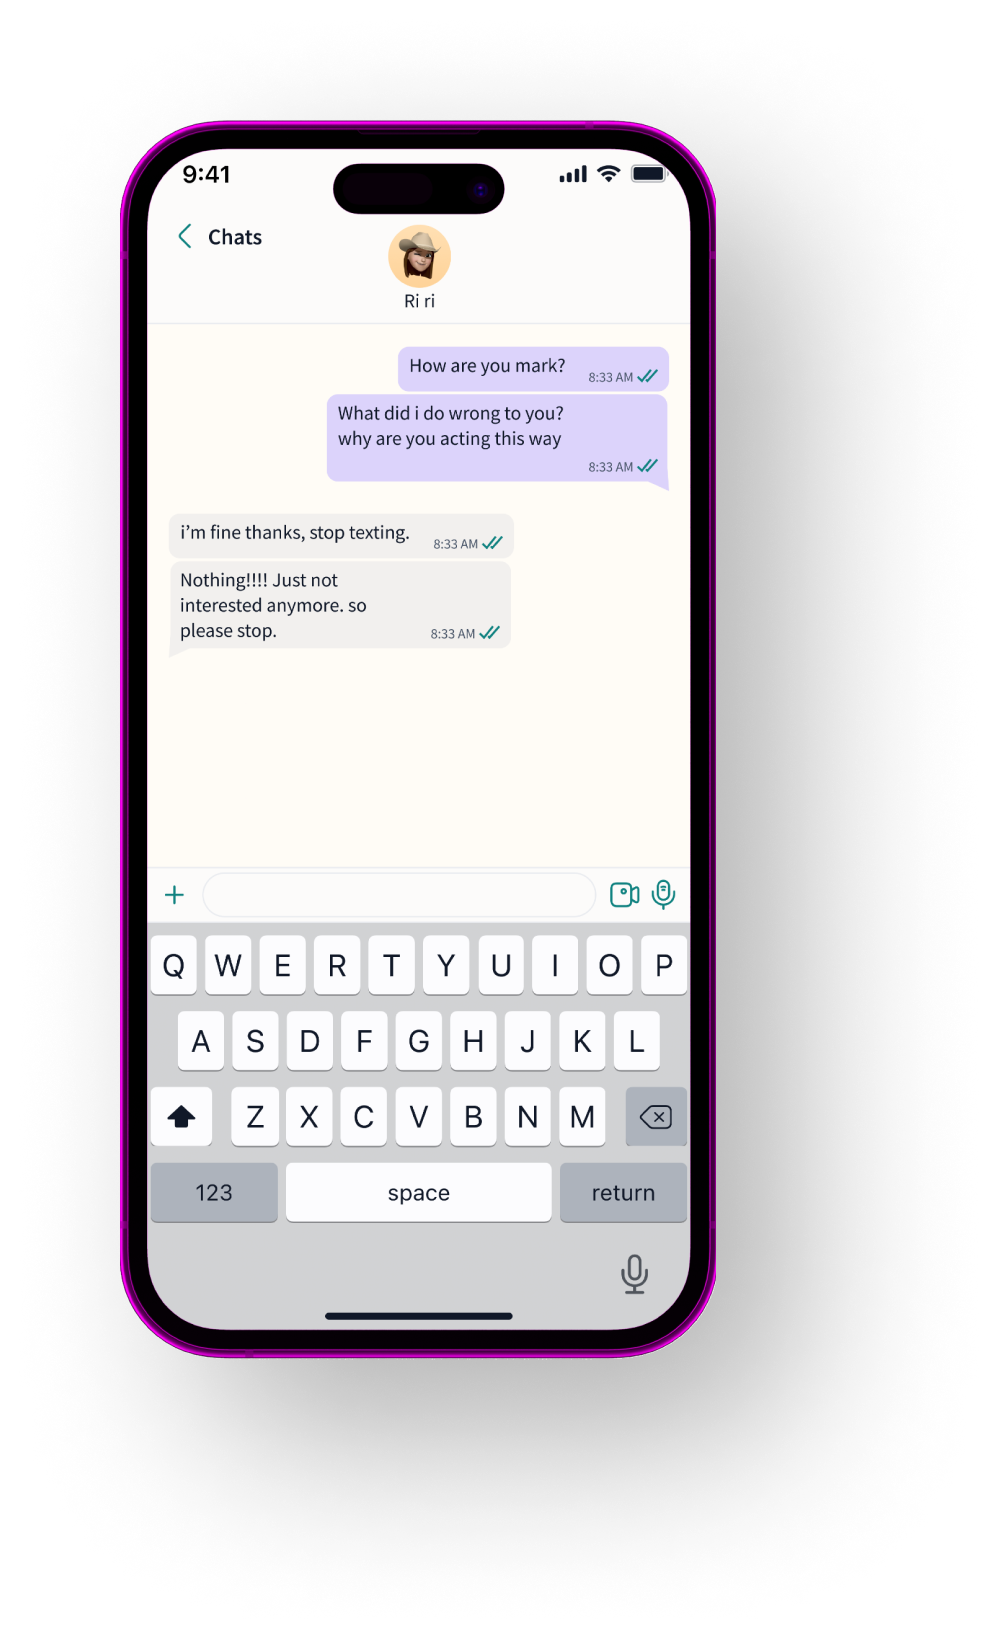 9:41
Chats
Ri ri
How are you mark?
8:33 AM
What did i do wrong to you?
why are you acting this way
8:33 AM
i’m fine thanks, stop texting.
8:33 AM
Nothing!!!! Just not
interested anymore. so
please stop.
8:33 AM
Q W E R T Y U I O P
A S D F G H J K L
Z X C V B N M
123 space return